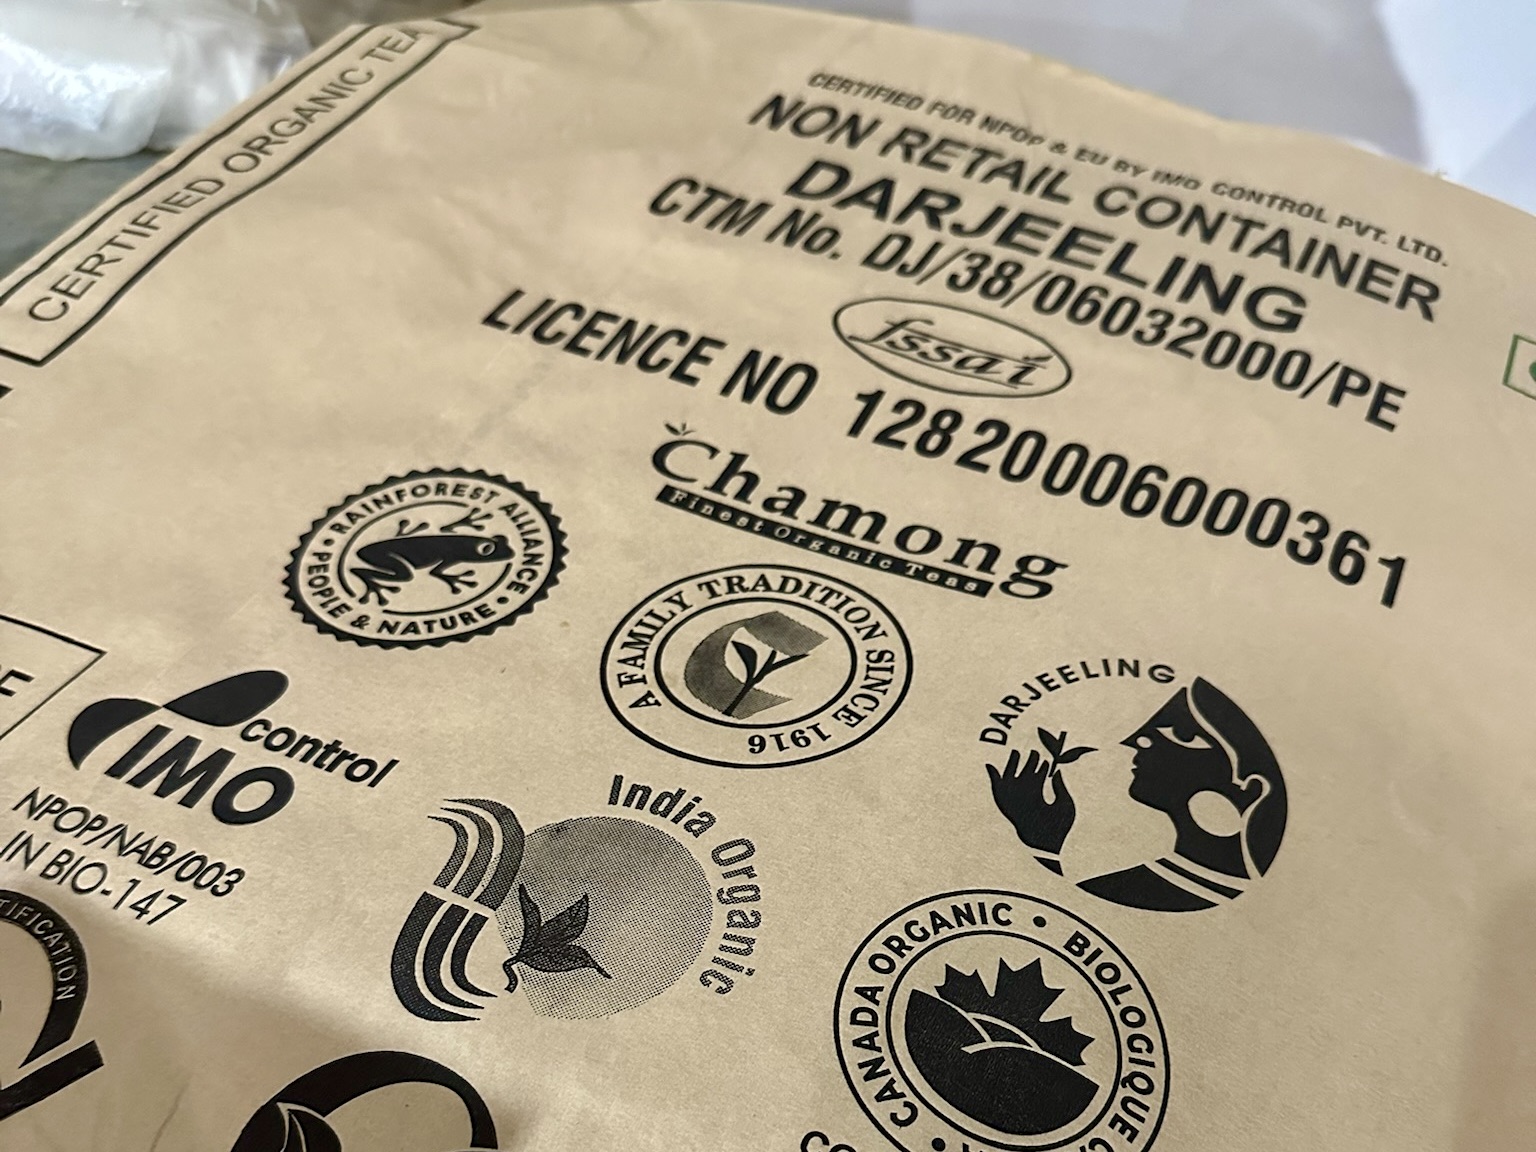 CERTIFIED ORGANIC TEA
CERTIFIED FOR NPOP & EU BY IMO CONTROL PVT. LTD.
NON RETAIL CONTAINER
DARJEELING
CTM No. DJ/38/06032000/PE
fssai
LICENCE NO 12820006000361
Chamong
Finest Organic Teas
RAINFOREST ALLIANCE
• PEOPLE & NATURE •
A FAMILY TRADITION SINCE 1916
DARJEELING
IMO control
NPOP/NAB/003
IN BIO-147
India Organic
CANADA ORGANIC • BIOLOGIQUE